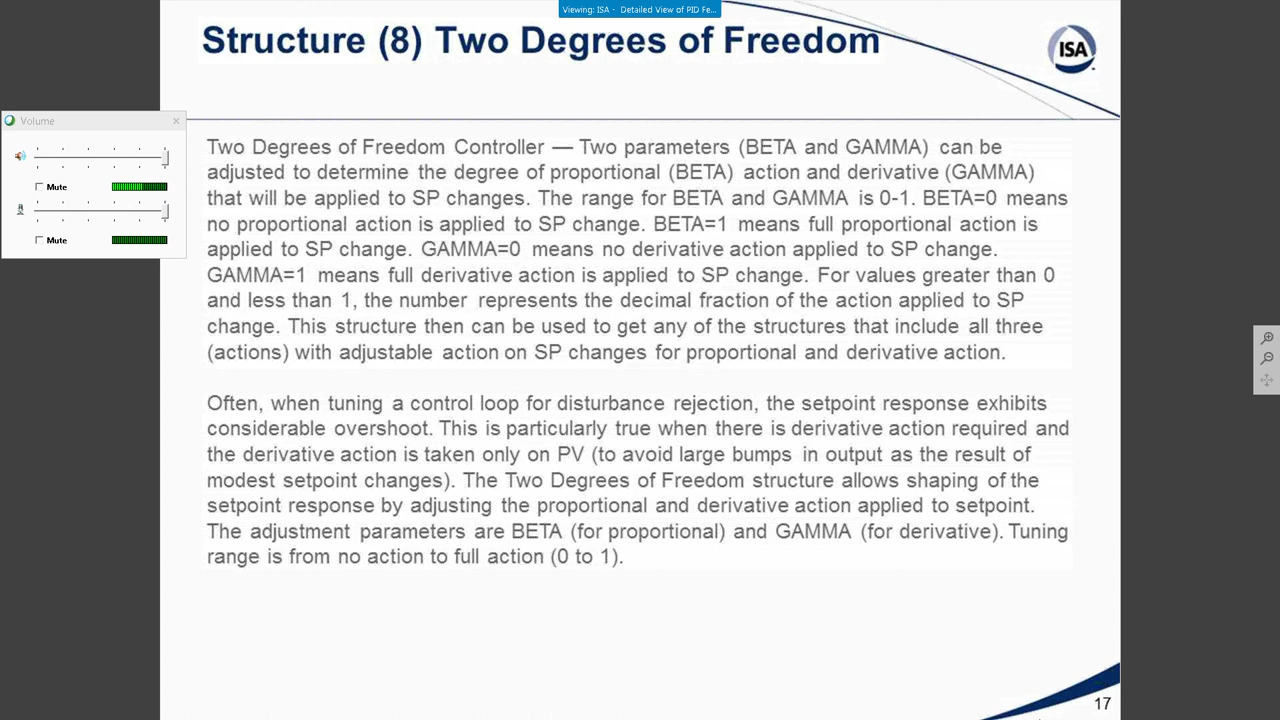 Viewing: ISA - Detailed View of PID Fe...
Structure (8) Two Degrees of Freedom
ISA
Volume
Mute
Mute
Two Degrees of Freedom Controller — Two parameters (BETA and GAMMA) can be
adjusted to determine the degree of proportional (BETA) action and derivative (GAMMA)
that will be applied to SP changes. The range for BETA and GAMMA is 0-1. BETA=0 means
no proportional action is applied to SP change. BETA=1 means full proportional action is
applied to SP change. GAMMA=0 means no derivative action applied to SP change.
GAMMA=1 means full derivative action is applied to SP change. For values greater than 0
and less than 1, the number represents the decimal fraction of the action applied to SP
change. This structure then can be used to get any of the structures that include all three
(actions) with adjustable action on SP changes for proportional and derivative action.
Often, when tuning a control loop for disturbance rejection, the setpoint response exhibits
considerable overshoot. This is particularly true when there is derivative action required and
the derivative action is taken only on PV (to avoid large bumps in output as the result of
modest setpoint changes). The Two Degrees of Freedom structure allows shaping of the
setpoint response by adjusting the proportional and derivative action applied to setpoint.
The adjustment parameters are BETA (for proportional) and GAMMA (for derivative). Tuning
range is from no action to full action (0 to 1).
17